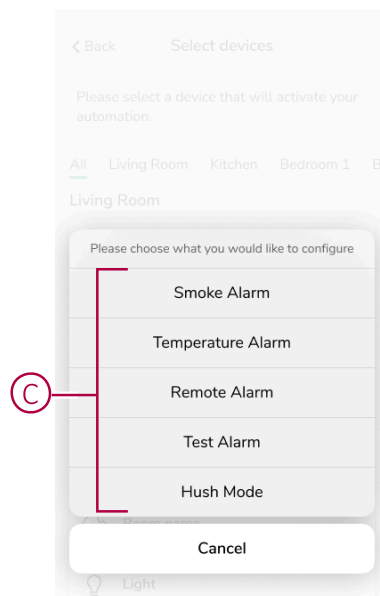 Back
Select devices
Please select a device that will activate your
automation.
All Living Room Kitchen Bedroom 1 B
Living Room
Please choose what you would like to configure
Smoke Alarm
Temperature Alarm
C
Remote Alarm
Test Alarm
Hush Mode
Room name
Cancel
Light